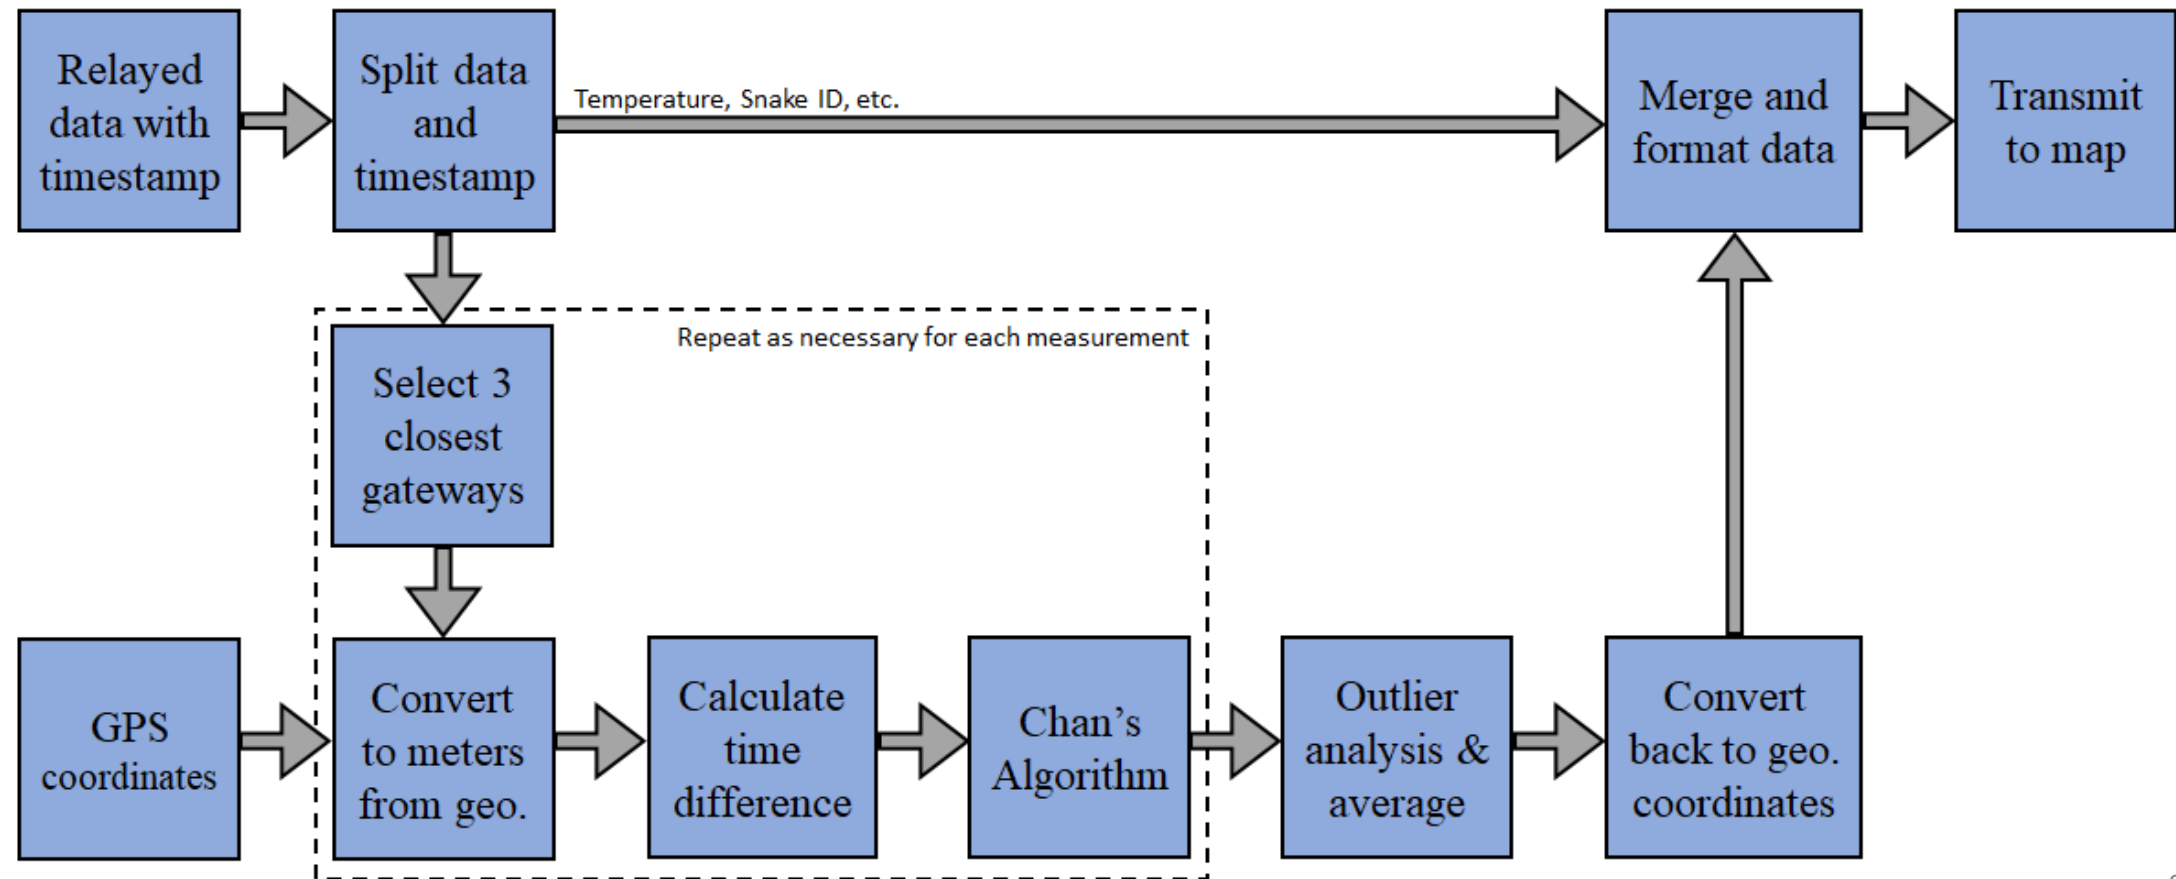 Relayed
data with
timestamp
Split data
and
timestamp
Temperature, Snake ID, etc.
Merge and
format data
Transmit
to map
Repeat as necessary for each measurement
Select 3
closest
gateways
GPS
coordinates
Convert
to meters
from geo.
Calculate
time
difference
Chan’s
Algorithm
Outlier
analysis &
average
Convert
back to geo.
coordinates